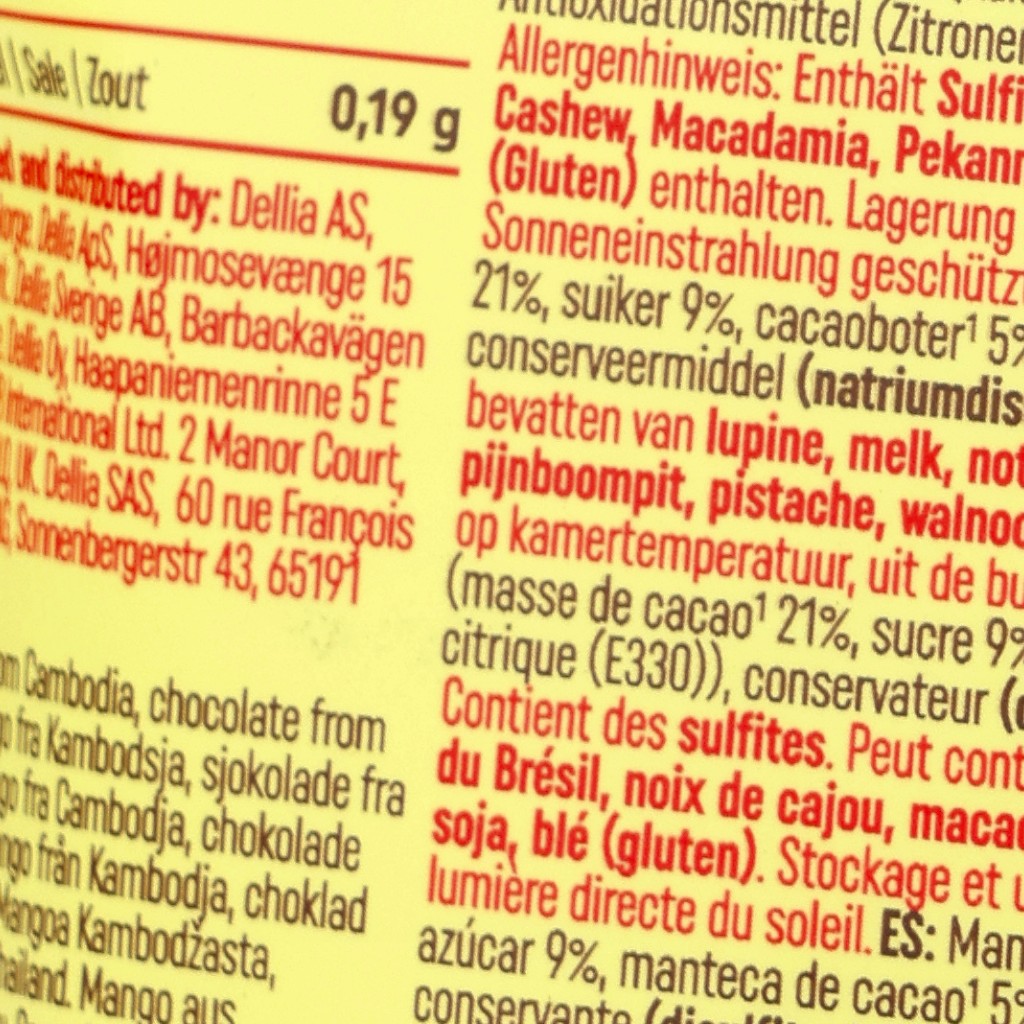 | Sale | Zout 0,19 g
and distributed by: Dellia AS,
Dellia ApS, Højmosevænge 15
Dellia Sverige AB, Barbackavägen
Dellia Oy, Haapaniemenrinne 5 E
International Ltd. 2 Manor Court,
UK. Dellia SAS, 60 rue François
Sonnenbergerstr 43, 65191
Cambodia, chocolate from
fra Kambodsja, sjokolade fra
fra Cambodja, chokolade
från Kambodja, choklad
Mangoa Kambodžasta,
Mango aus
(Zitronen
Allergenhinweis: Enthält Sulfi
Cashew, Macadamia, Pekann
(Gluten) enthalten. Lagerung
Sonneneinstrahlung geschütz
21%, suiker 9%, cacaoboter¹ 5%
conserveermiddel (natriumdis
bevatten van lupine, melk, not
pijnboompit, pistache, walnoo
op kamertemperatuur, uit de bu
(masse de cacao¹ 21%, sucre 9%
citrique (E330)), conservateur (
Contient des sulfites. Peut cont
du Brésil, noix de cajou, macad
soja, blé (gluten). Stockage et u
lumière directe du soleil. ES: Man
azúcar 9%, manteca de cacao¹ 5%